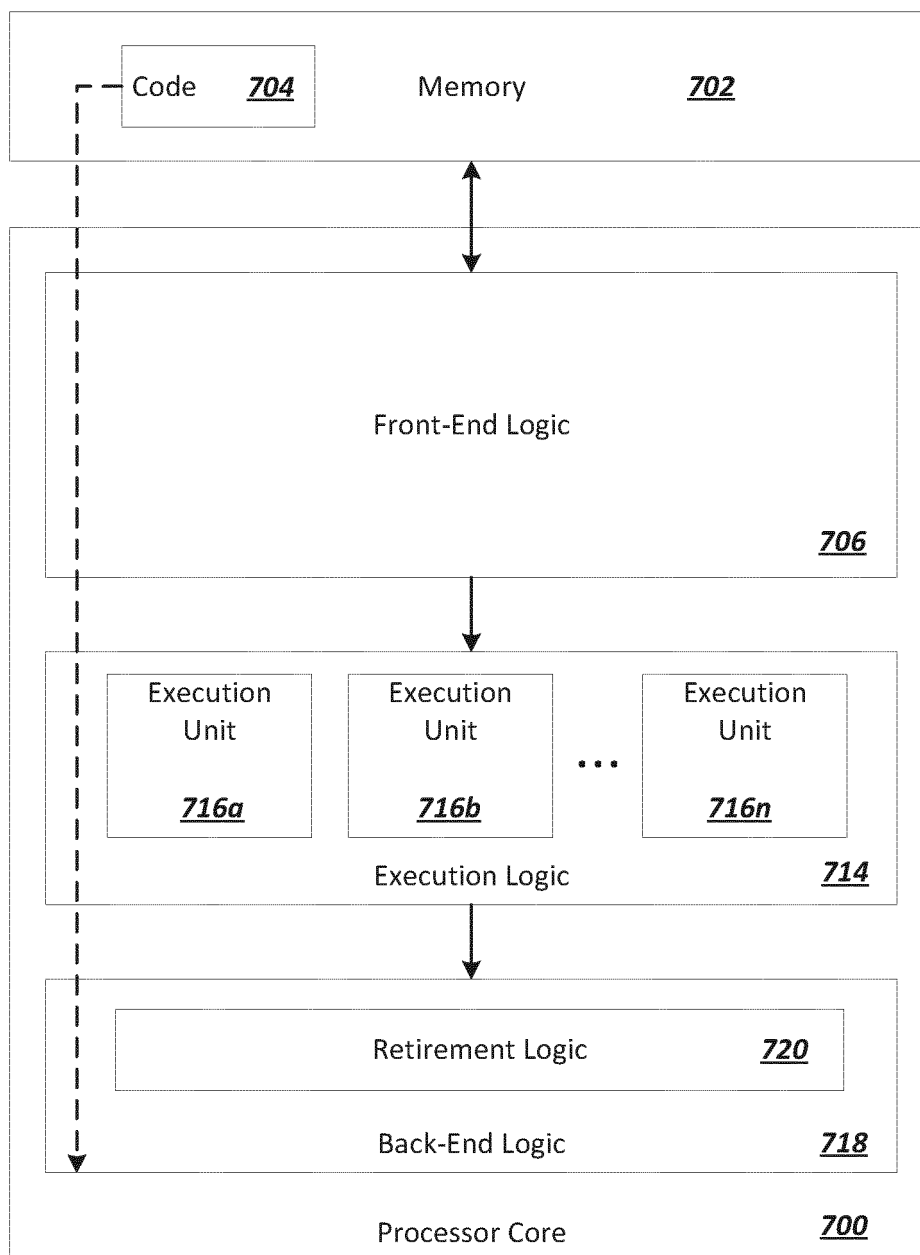 Code 704 Memory 702
Front-End Logic
706
Execution Unit Execution Unit Execution Unit
716a 716b ... 716n
Execution Logic 714
Retirement Logic 720
Back-End Logic 718
Processor Core 700